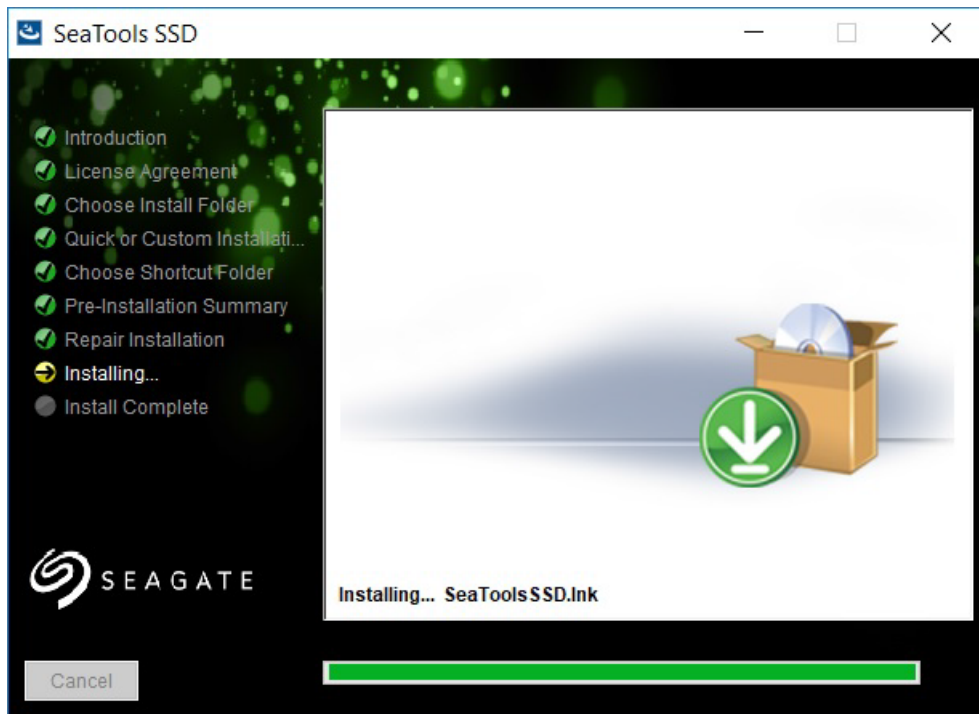 SeaTools SSD
Introduction
License Agreement
Choose Install Folder
Quick or Custom Installati...
Choose Shortcut Folder
Pre-Installation Summary
Repair Installation
Installing...
Install Complete
SEAGATE
Installing... SeaToolsSSD.lnk
Cancel